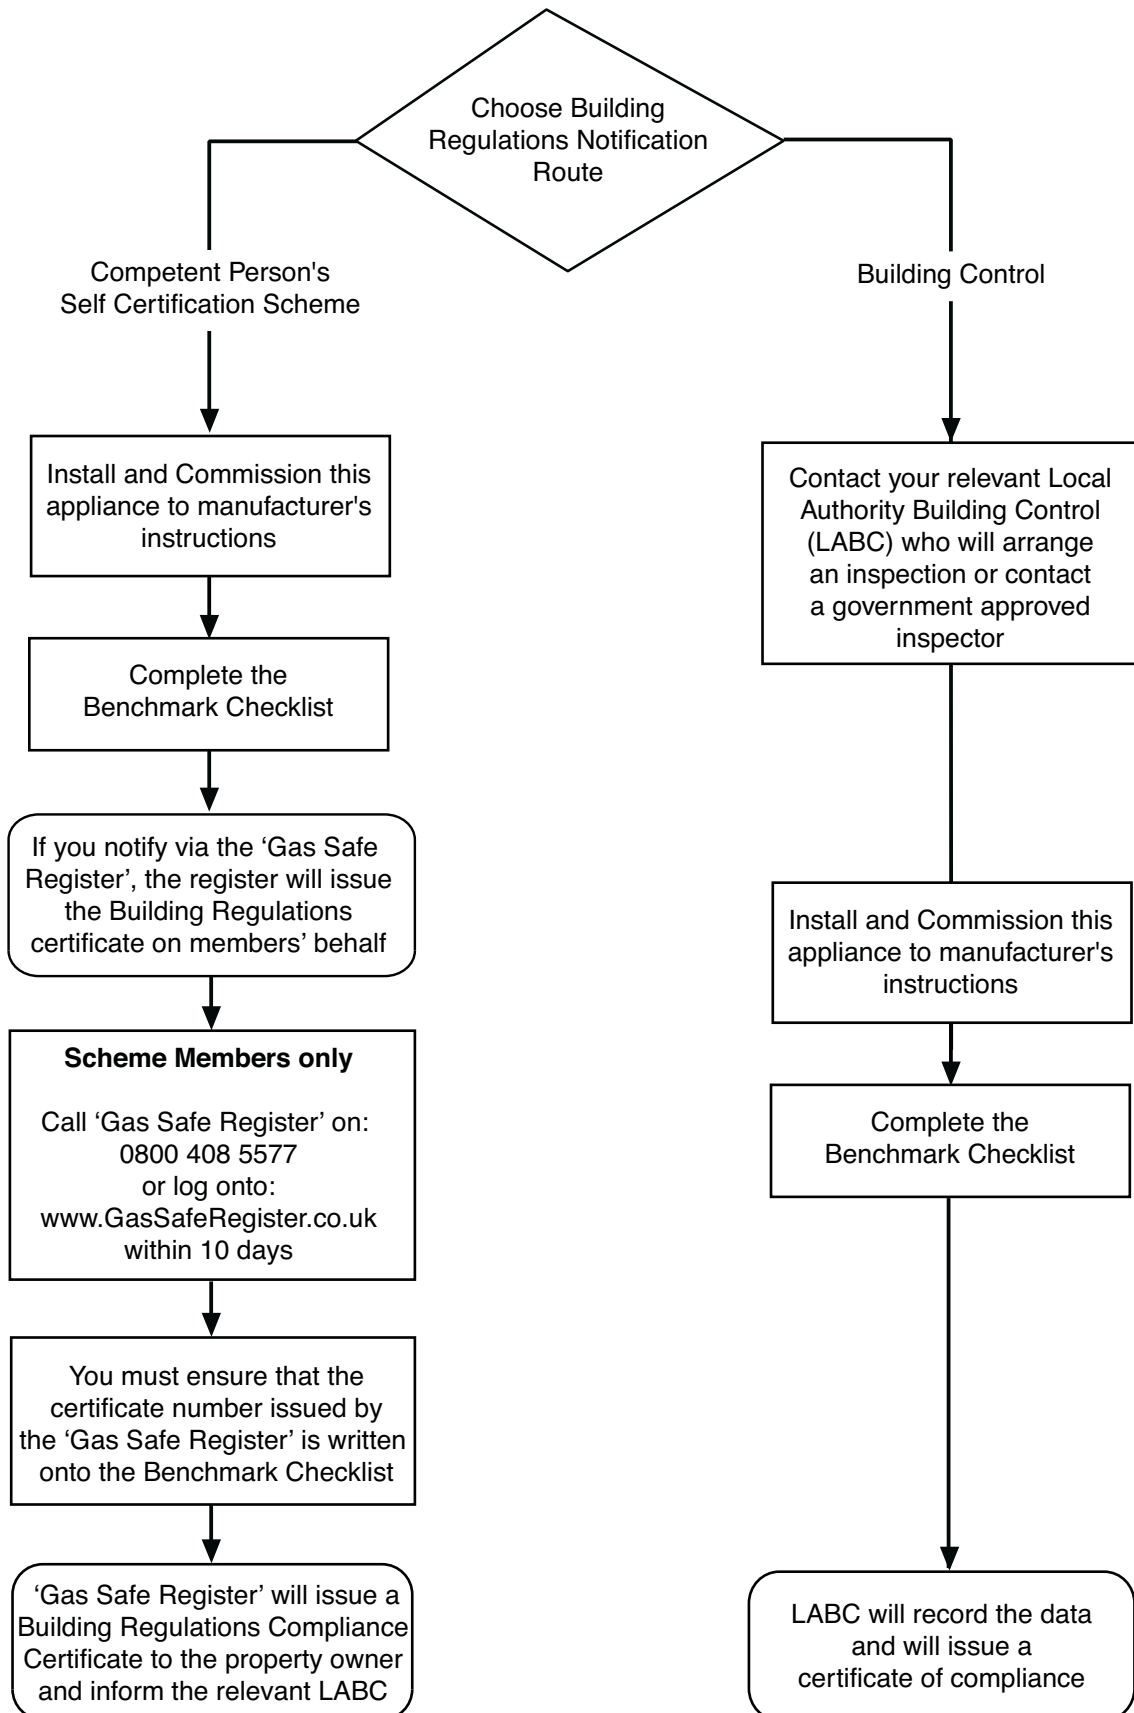 Choose Building
Regulations Notification
Route
Competent Person's
Self Certification Scheme
Building Control
Install and Commission this
appliance to manufacturer's
instructions
Complete the
Benchmark Checklist
If you notify via the ‘Gas Safe
Register’, the register will issue
the Building Regulations
certificate on members’ behalf
Scheme Members only
Call ‘Gas Safe Register’ on:
0800 408 5577
or log onto:
www.GasSafeRegister.co.uk
within 10 days
You must ensure that the
certificate number issued by
the ‘Gas Safe Register’ is written
onto the Benchmark Checklist
‘Gas Safe Register’ will issue a
Building Regulations Compliance
Certificate to the property owner
and inform the relevant LABC
Contact your relevant Local
Authority Building Control
(LABC) who will arrange
an inspection or contact
a government approved
inspector
Install and Commission this
appliance to manufacturer's
instructions
Complete the
Benchmark Checklist
LABC will record the data
and will issue a
certificate of compliance